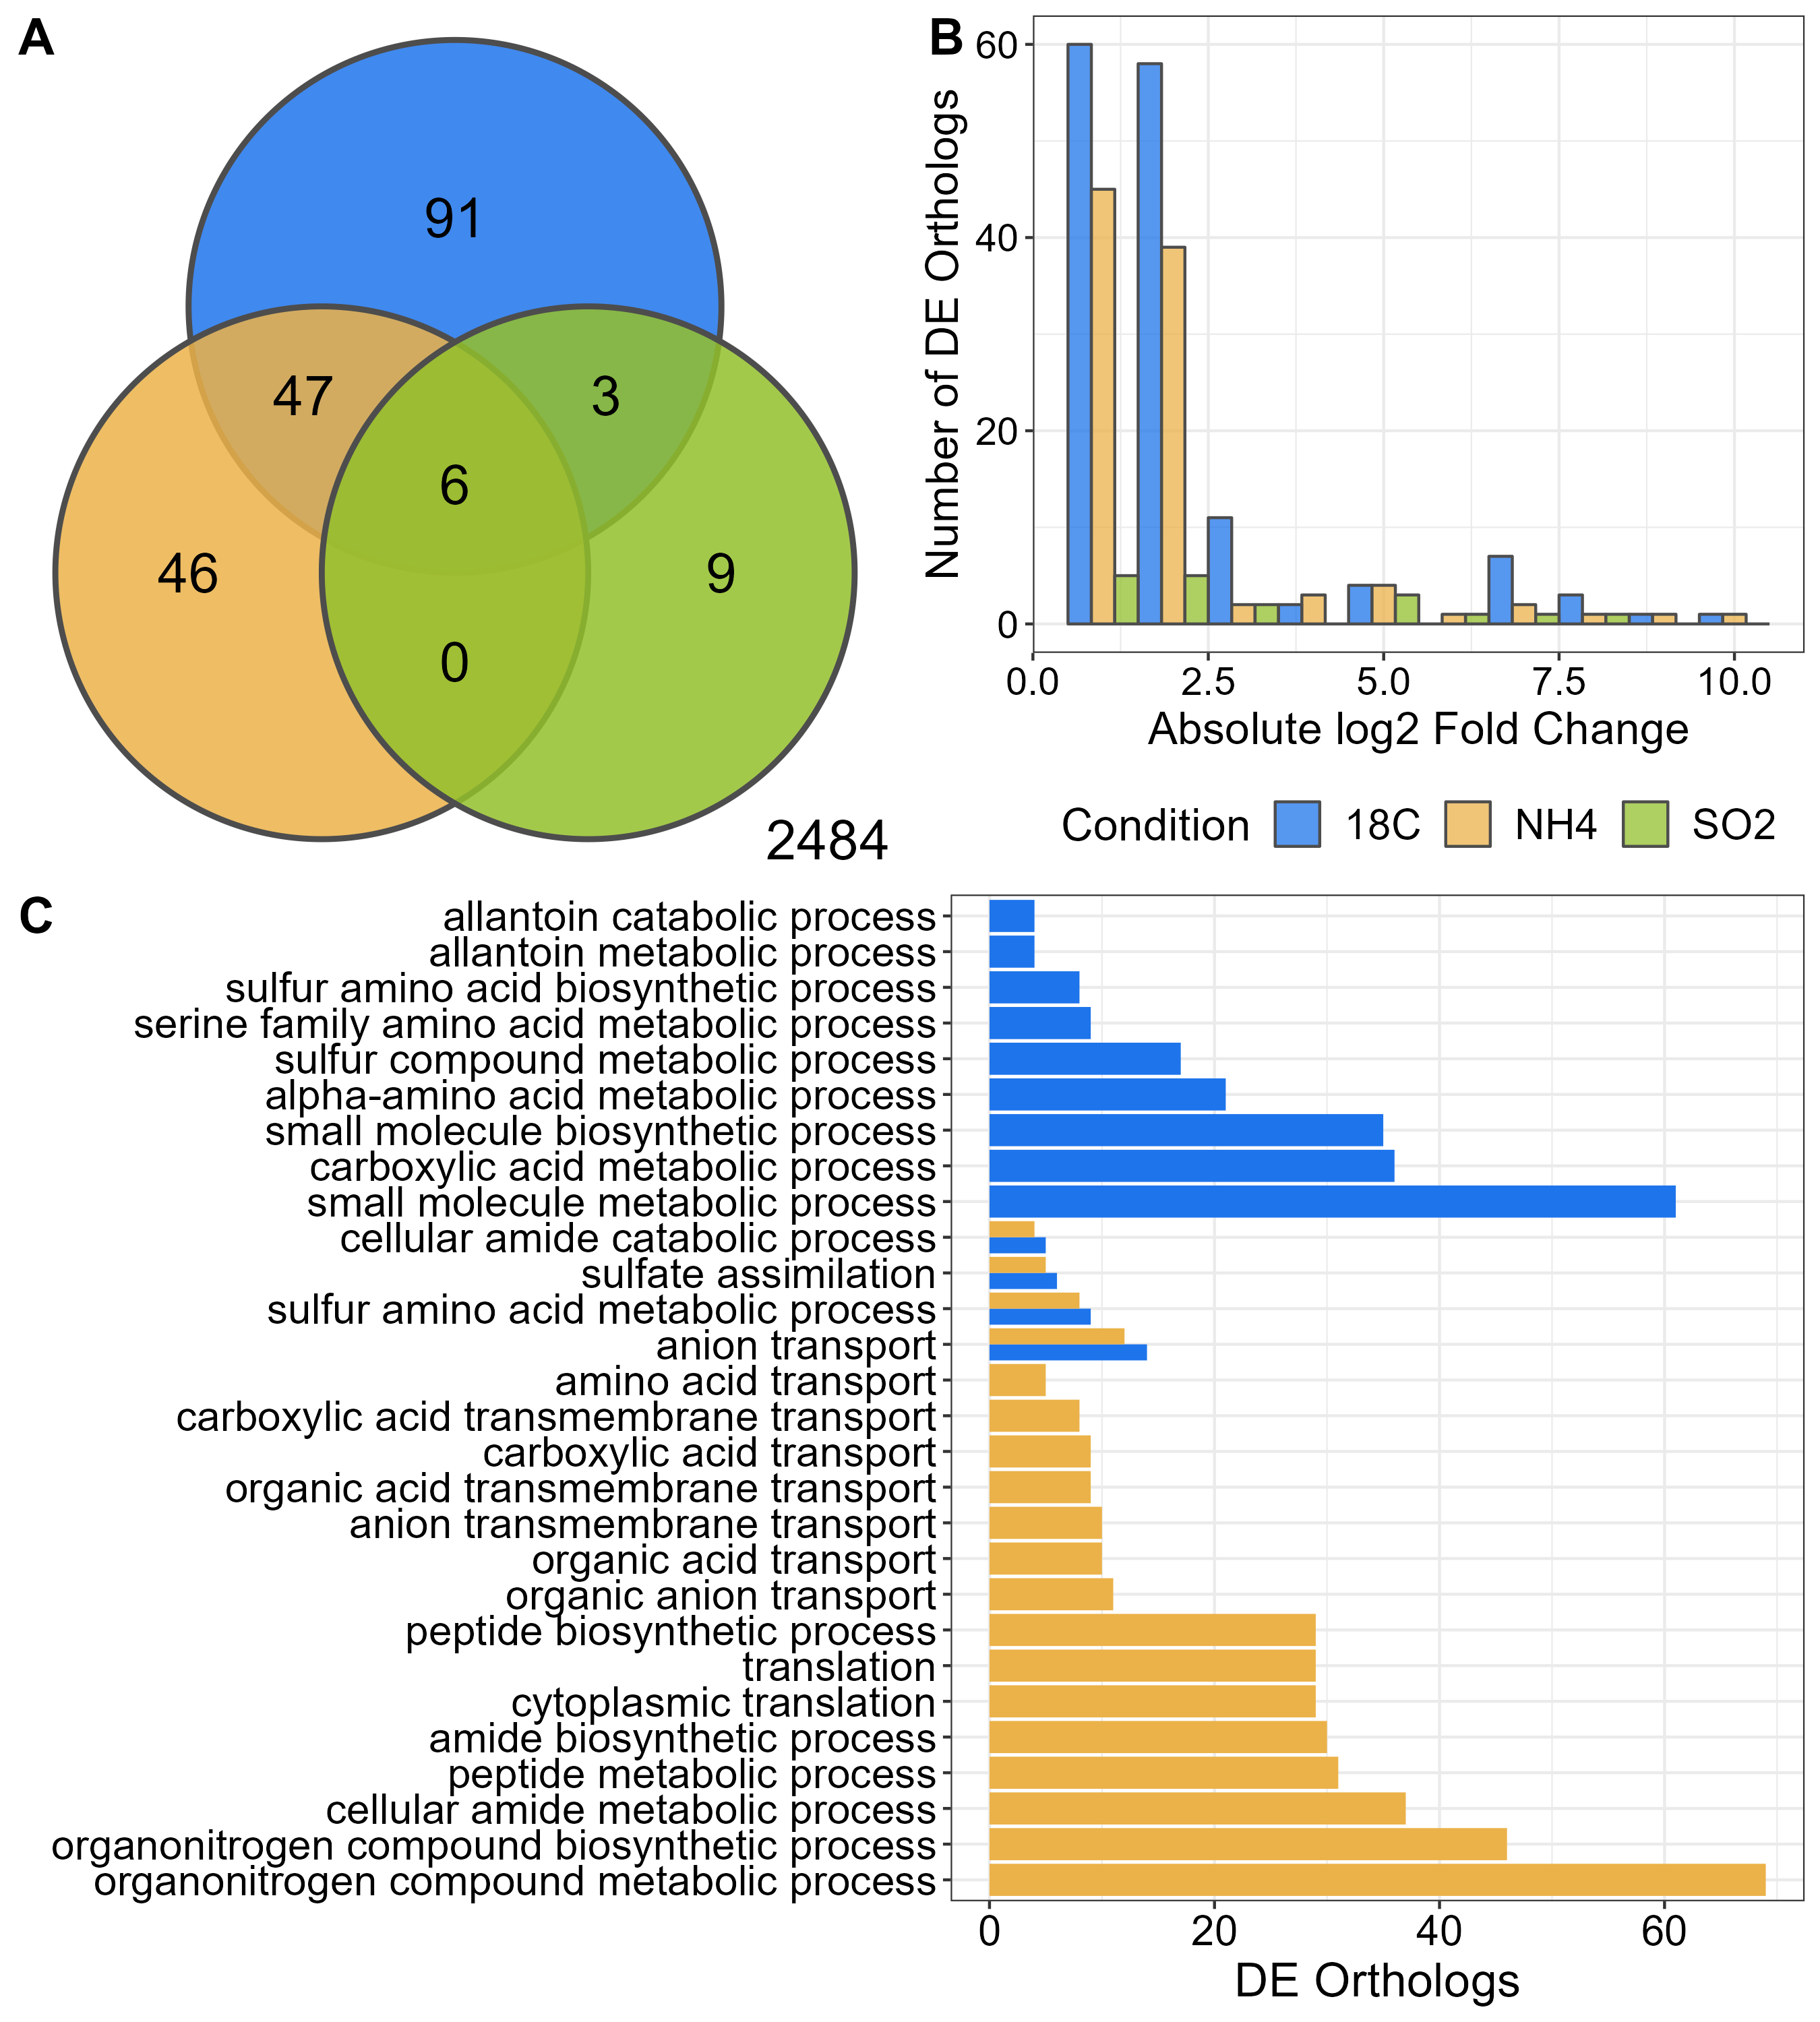 A
91
47
3
6
46
9
0
2484
B
Number of DE Orthologs
60
40
20
0
0.0 2.5 5.0 7.5 10.0
Absolute log2 Fold Change
Condition 18C NH4 SO2
C
allantoin catabolic process
allantoin metabolic process
sulfur amino acid biosynthetic process
serine family amino acid metabolic process
sulfur compound metabolic process
alpha-amino acid metabolic process
small molecule biosynthetic process
carboxylic acid metabolic process
small molecule metabolic process
cellular amide catabolic process
sulfate assimilation
sulfur amino acid metabolic process
anion transport
amino acid transport
carboxylic acid transmembrane transport
carboxylic acid transport
organic acid transmembrane transport
anion transmembrane transport
organic acid transport
organic anion transport
peptide biosynthetic process
translation
cytoplasmic translation
amide biosynthetic process
peptide metabolic process
cellular amide metabolic process
organonitrogen compound biosynthetic process
organonitrogen compound metabolic process
0 20 40 60
DE Orthologs